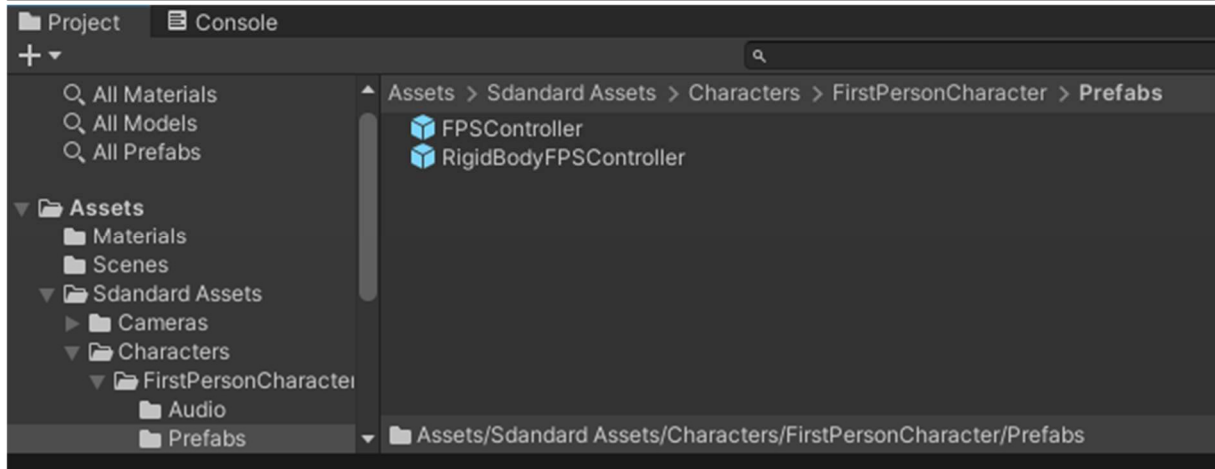 Project Console
All Materials
All Models
All Prefabs
Assets
Materials
Scenes
Sdandard Assets
Cameras
Characters
FirstPersonCharacter
Audio
Prefabs
Assets > Sdandard Assets > Characters > FirstPersonCharacter > Prefabs
FPSController
RigidBodyFPSController
Assets/Sdandard Assets/Characters/FirstPersonCharacter/Prefabs